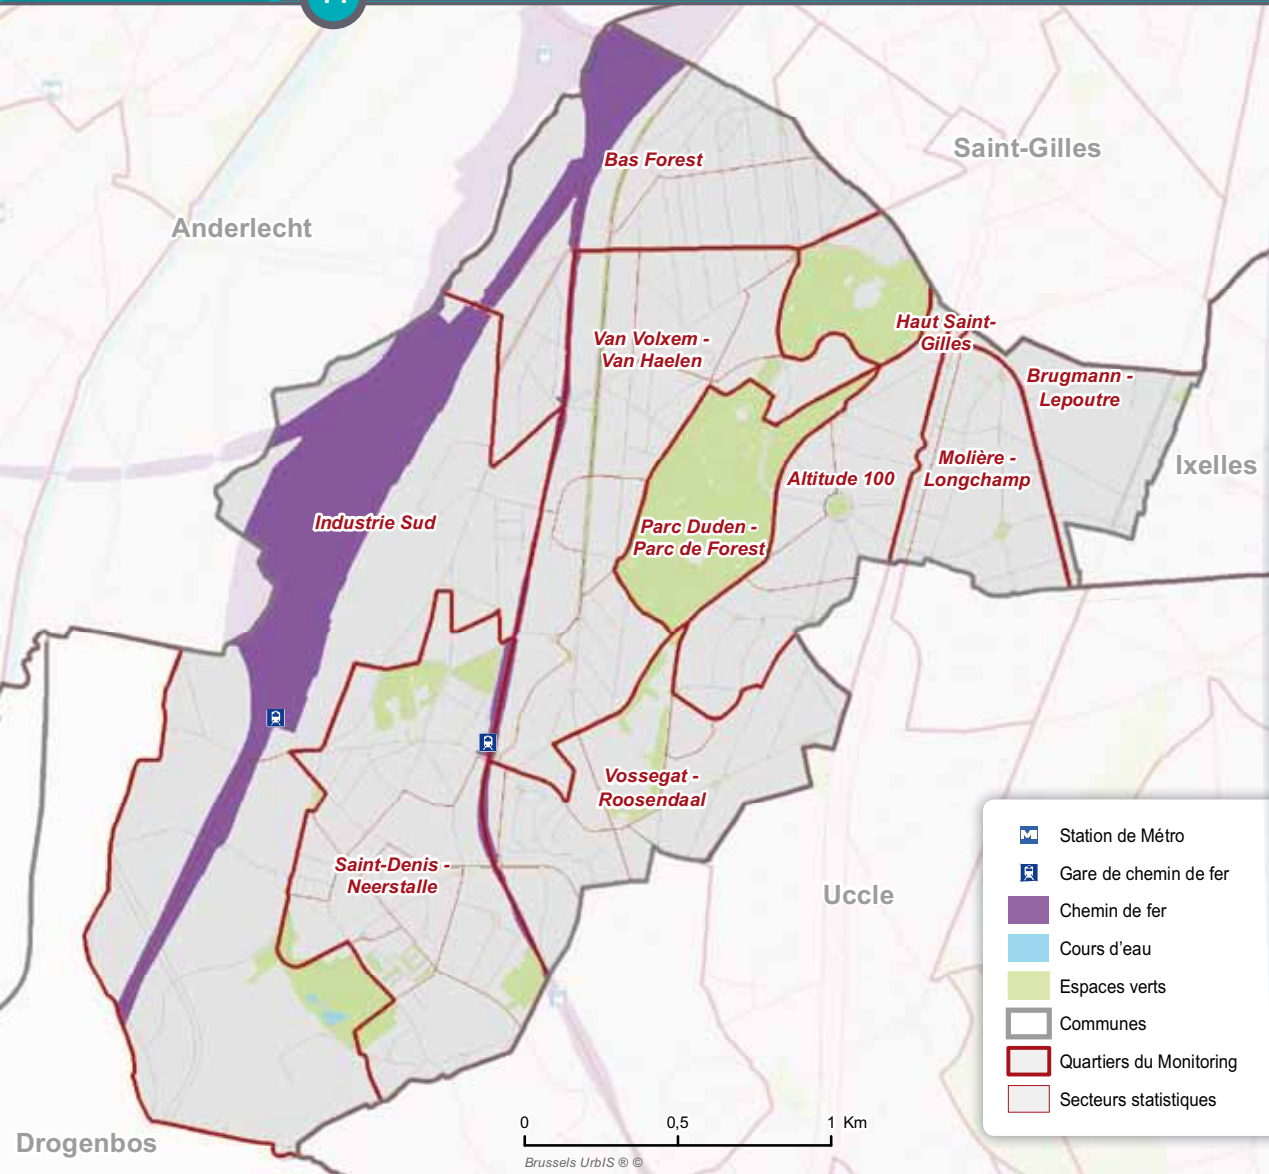 Bas Forest
Saint-Gilles
Anderlecht
Van Volxem -
Van Haelen
Haut Saint-
Gilles
Brugmann -
Lepoutre
Ixelles
Altitude 100
Molière -
Longchamp
Industrie Sud
Parc Duden -
Parc de Forest
Vossegat -
Roosendaal
Saint-Denis -
Neerstalle
Uccle
Drogenbos
M
Station de Métro
Gare de chemin de fer
Chemin de fer
Cours d'eau
Espaces verts
Communes
Quartiers du Monitoring
Secteurs statistiques
0 0,5 1 Km
Brussels UrbIS ® ©